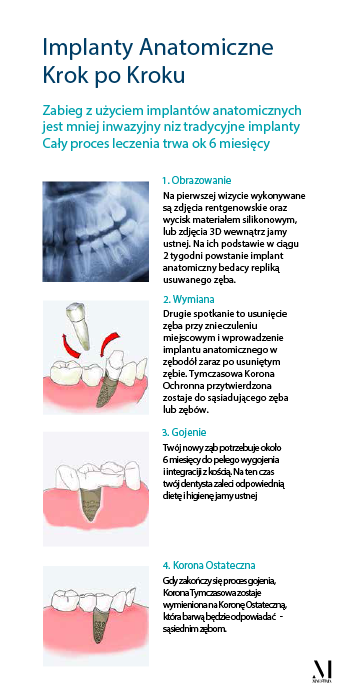 Implanty Anatomiczne
Krok po Kroku
Zabieg z użyciem implantów anatomicznych
jest mniej inwazyjny niz tradycyjne implanty
Cały proces leczenia trwa ok 6 miesięcy
1. Obrazowanie
Na pierwszej wizycie wykonywane
są zdjęcia rentgenowskie oraz
wycisk materiałem silikonowym,
lub zdjęcia 3D wewnątrz jamy
ustnej. Na ich podstawie w ciągu
2 tygodni powstanie implant
anatomiczny bedacy repliką
usuwanego zęba.
2. Wymiana
Drugie spotkanie to usunięcie
zęba przy znieczuleniu
miejscowym i wprowadzenie
implantu anatomicznego w
zębodół zaraz po usuniętym
zębie. Tymczasowa Korona
Ochronna przytwierdzona
zostaje do sąsiadującego zęba
lub zębów.
3. Gojenie
Twój nowy ząb potrzebuje około
6 miesięcy do pełego wygojenia
i integracji z kością. Na ten czas
twój dentysta zaleci odpowiednią
dietę i higienę jamy ustnej
4. Korona Ostateczna
Gdy zakończy się proces gojenia,
Korona Tymczasowa zostaje
wymieniona na Koronę Ostateczną,
która barwą będzie odpowiadać -
sąsiednim zębom.